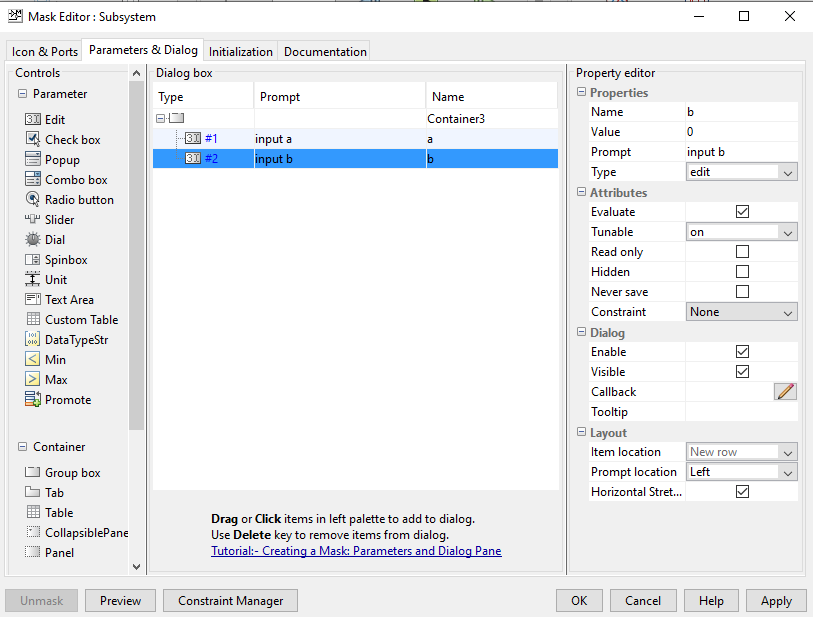 Mask Editor : Subsystem
Icon & Ports
Parameters & Dialog
Initialization
Documentation
Controls
Parameter
Edit
Check box
Popup
Combo box
Radio button
Slider
Dial
Spinbox
Unit
Text Area
Custom Table
DataTypeStr
Min
Max
Promote
Container
Group box
Tab
Table
CollapsiblePane
Panel
Dialog box
Type Prompt Name
Container3
#1 input a a
#2 input b b
Drag or Click items in left palette to add to dialog.
Use Delete key to remove items from dialog.
Tutorial:- Creating a Mask: Parameters and Dialog Pane
Property editor
Properties
Name b
Value 0
Prompt input b
Type edit
Attributes
Evaluate
Tunable on
Read only
Hidden
Never save
Constraint None
Dialog
Enable
Visible
Callback
Tooltip
Layout
Item location New row
Prompt location Left
Horizontal Stret...
Unmask
Preview
Constraint Manager
OK
Cancel
Help
Apply